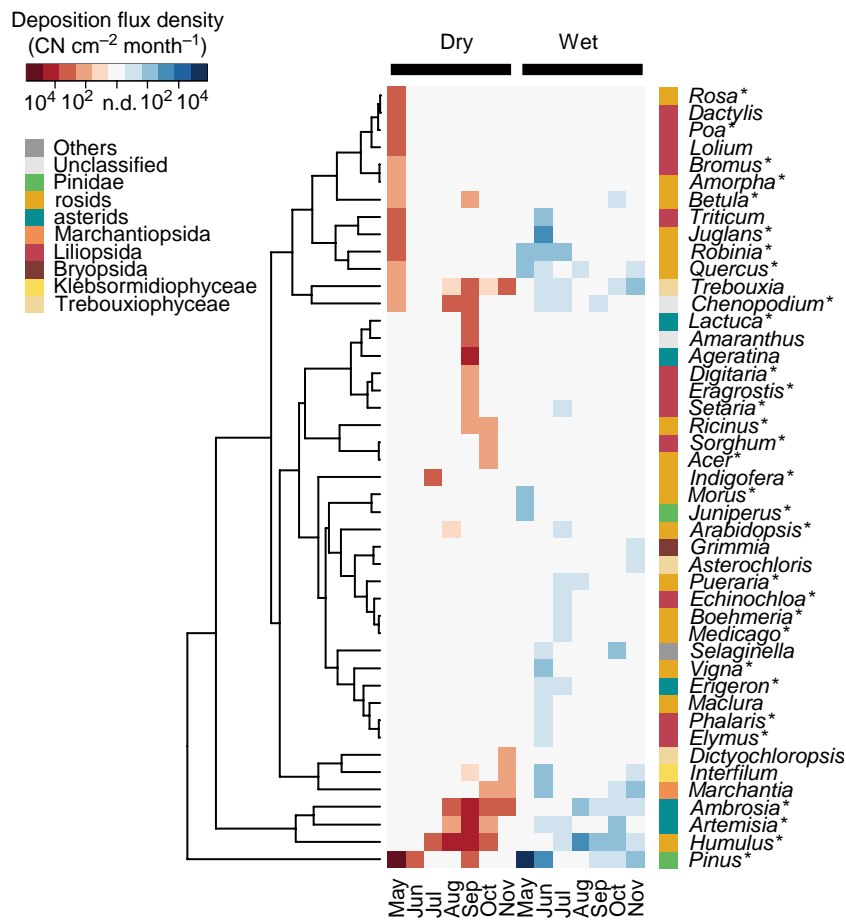 Deposition flux density
(CN cm⁻² month⁻¹)
10⁴ 10² n.d. 10² 10⁴
Dry Wet
Others
Unclassified
Pinidae
rosids
asterids
Marchantiopsida
Liliopsida
Bryopsida
Klebsormidiophyceae
Trebouxiophyceae
Rosa*
Dactylis
Poa*
Lolium
Bromus*
Amorpha*
Betula*
Triticum
Juglans*
Robinia*
Quercus*
Trebouxia
Chenopodium*
Lactuca*
Amaranthus
Ageratina
Digitaria*
Eragrostis*
Setaria*
Ricinus*
Sorghum*
Acer*
Indigofera*
Morus*
Juniperus*
Arabidopsis*
Grimmia
Asterochloris
Pueraria*
Echinochloa*
Boehmeria*
Medicago*
Selaginella
Vigna*
Erigeron*
Maclura
Phalaris*
Elymus*
Dictyochloropsis
Interfilum
Marchantia
Ambrosia*
Artemisia*
Humulus*
Pinus*
May Jun Jul Aug Sep Oct Nov May Jun Jul Aug Sep Oct Nov